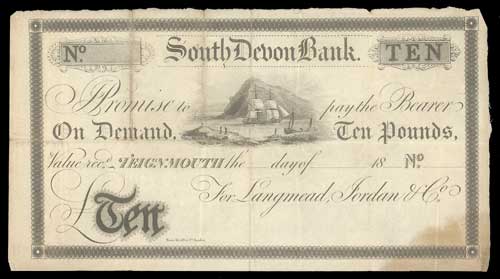 No. South Devon Bank. TEN
I Promise to pay the Bearer
On Demand, Ten Pounds,
Value recd. TEIGNMOUTH the day of 18 No.
For Langmead, Jordan & Co.
£Ten